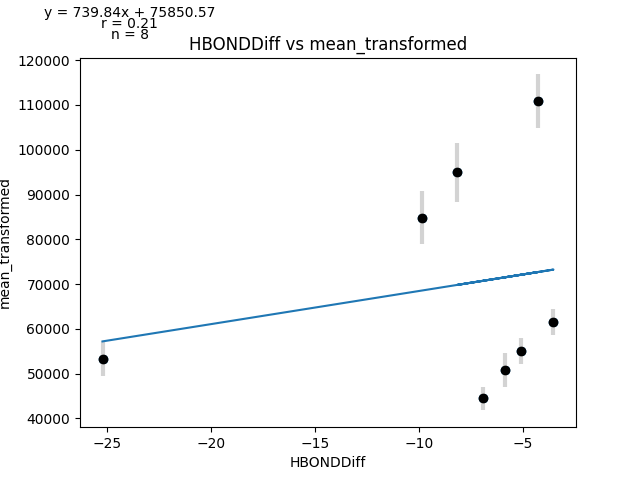 y = 739.84x + 75850.57
r = 0.21
n = 8
HBONDDiff vs mean_transformed
120000
110000
100000
90000
80000
70000
60000
50000
40000
mean_transformed
−25
−20
−15
−10
−5
HBONDDiff